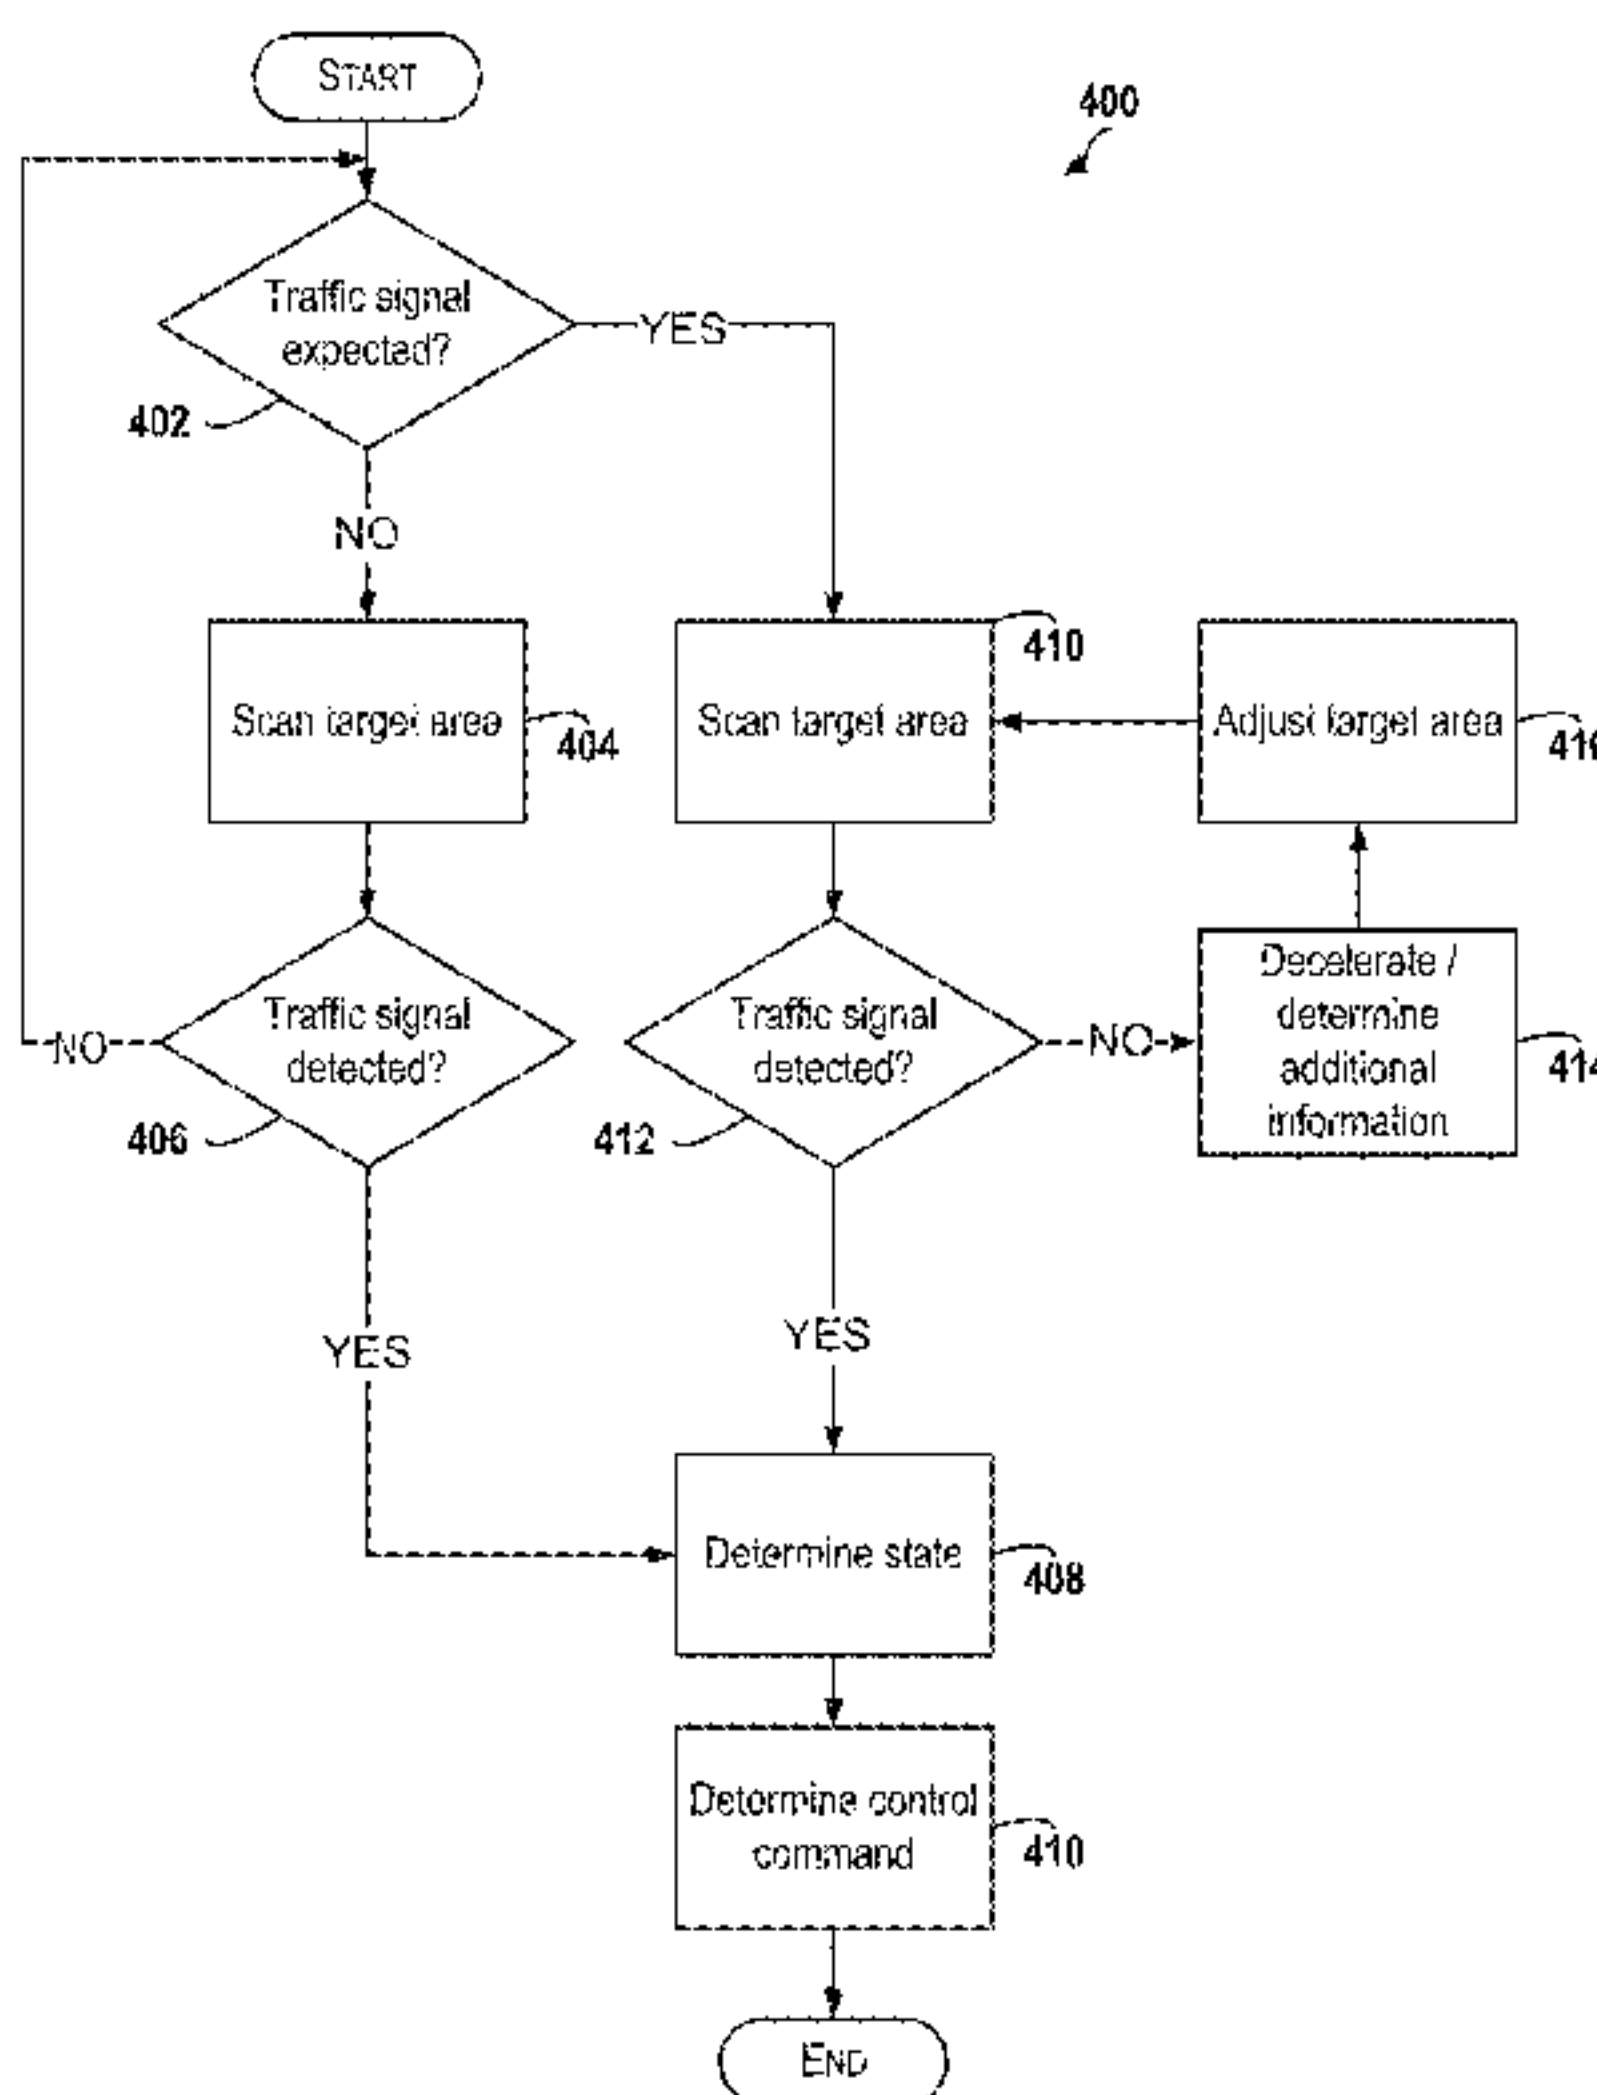 START
400
Traffic signal
expected?
YES
402
NO
410
Scan target area
404
Scan target area
Adjust target area
Traffic signal
detected?
NO
406
Traffic signal
detected?
NO
412
Decelerate /
determine
additional
information
YES
YES
Determine state
408
Determine control
command
410
END